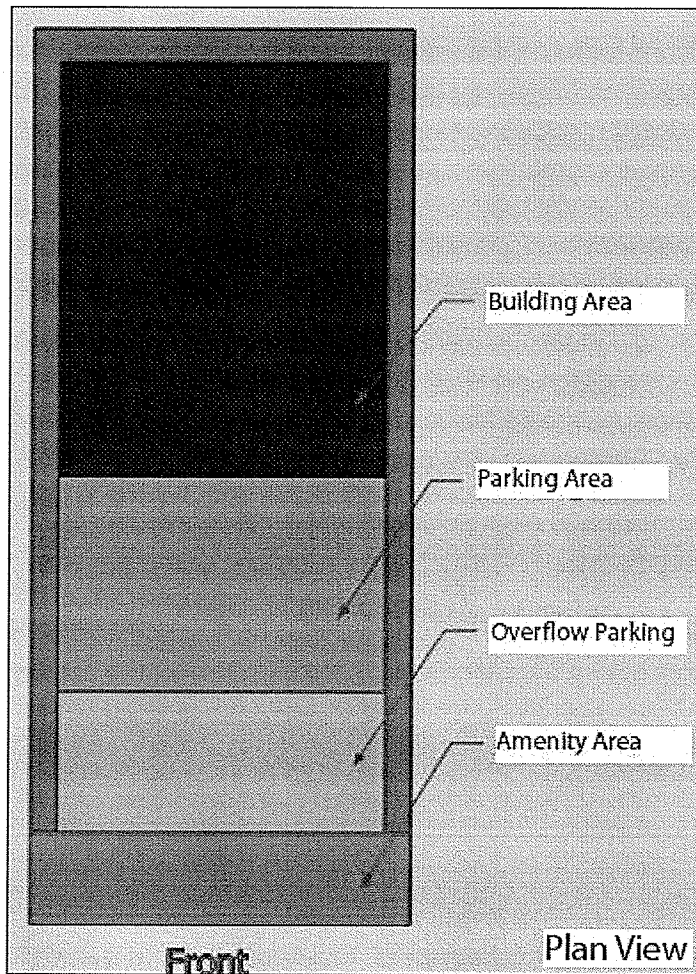 Building Area
Parking Area
Overflow Parking
Amenity Area
Front
Plan View